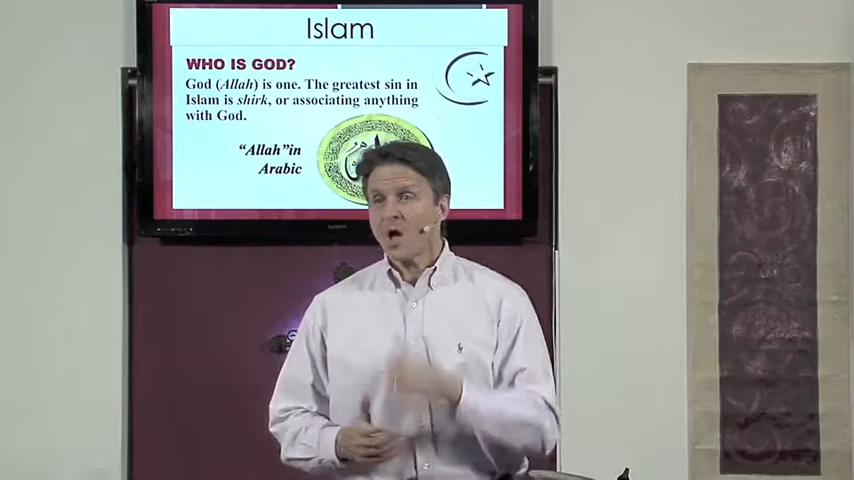 Islam
WHO IS GOD?
God (Allah) is one. The greatest sin in
Islam is shirk, or associating anything
with God.
"Allah"in
Arabic